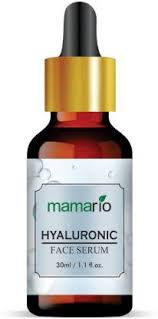 mamario
HYALURONIC
FACE SERUM
30ml / 1.1 fl oz.